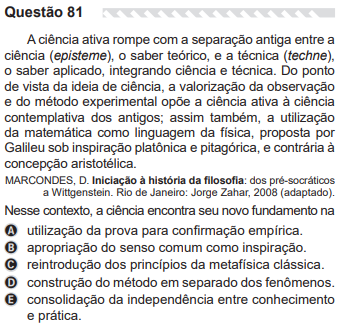 Questão 81
A ciência ativa rompe com a separação antiga entre a
ciência (episteme), o saber teórico, e a técnica (techne),
o saber aplicado, integrando ciência e técnica. Do ponto
de vista da ideia de ciência, a valorização da observação
e do método experimental opõe a ciência ativa à ciência
contemplativa dos antigos; assim também, a utilização
da matemática como linguagem da física, proposta por
Galileu sob inspiração platônica e pitagórica, e contrária à
concepção aristotélica.
MARCONDES, D. Iniciação à história da filosofia: dos pré-socráticos
a Wittgenstein. Rio de Janeiro: Jorge Zahar, 2008 (adaptado).
Nesse contexto, a ciência encontra seu novo fundamento na
A utilização da prova para confirmação empírica.
B apropriação do senso comum como inspiração.
C reintrodução dos princípios da metafísica clássica.
D construção do método em separado dos fenômenos.
E consolidação da independência entre conhecimento
e prática.